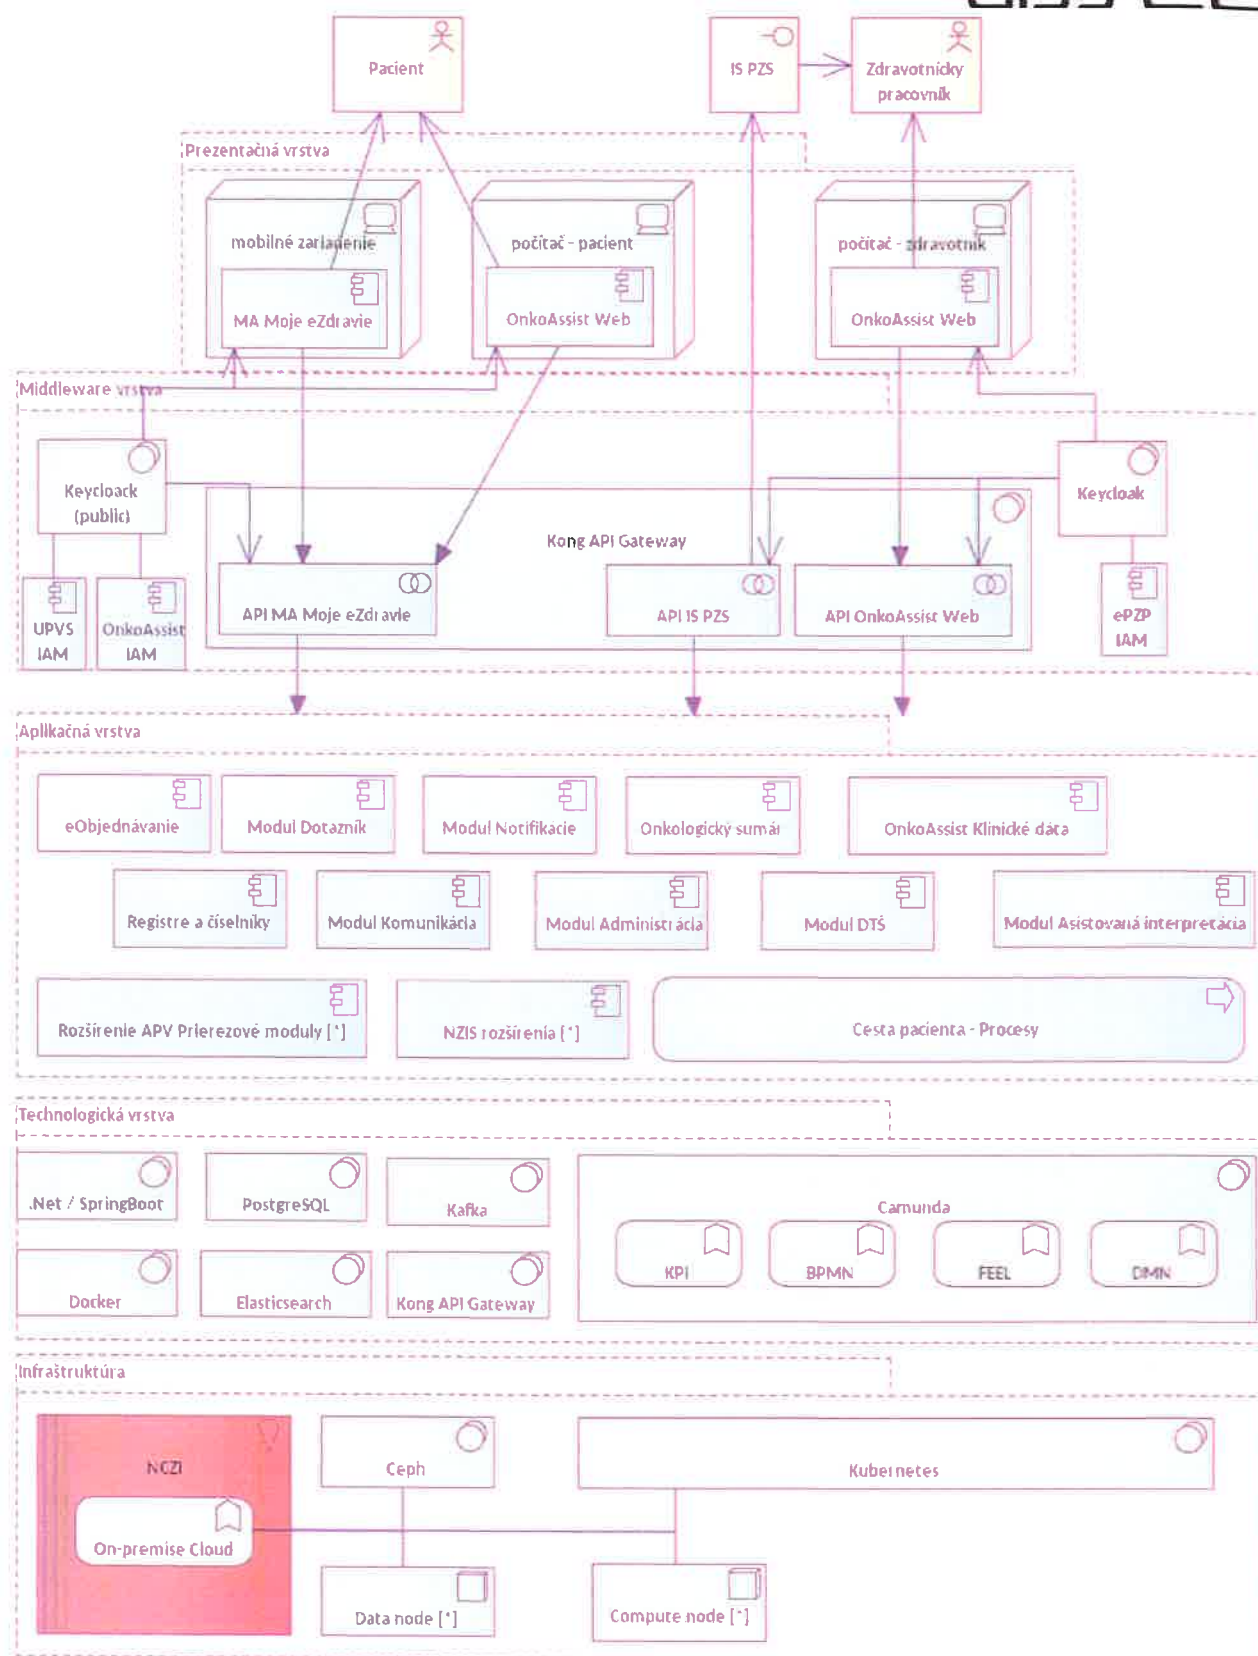 Pacient
IS PZS
Zdravotnícky
pracovník
Prezentačná vrstva
mobilné zariadenie
počítač - pacient
počítač - zdravotník
MA Moje eZdravie
OnkoAssist Web
OnkoAssist Web
Middleware vrstva
Keycloack
(public)
Keycloak
Kong API Gateway
API MA Moje eZdravie
API IS PZS
API OnkoAssist Web
UPVS
IAM
OnkoAssist
IAM
ePZP
IAM
Aplikačná vrstva
eObjednávanie
Modul Dotazník
Modul Notifikácie
Onkologický sumár
OnkoAssist Klinické dáta
Registre a číselníky
Modul Komunikácia
Modul Administrácia
Modul DTŠ
Modul Asistovaná interpretácia
Rozšírenie APV Prierezové moduly [*]
NZIS rozšírenia [*]
Cesta pacienta - Procesy
Technologická vrstva
.Net / SpringBoot
PostgreSQL
Kafka
Camunda
KPI
BPMN
FEEL
DMN
Docker
Elasticsearch
Kong API Gateway
Infraštruktúra
NCZI
Ceph
Kubernetes
On-premise Cloud
Data node [*]
Compute node [*]